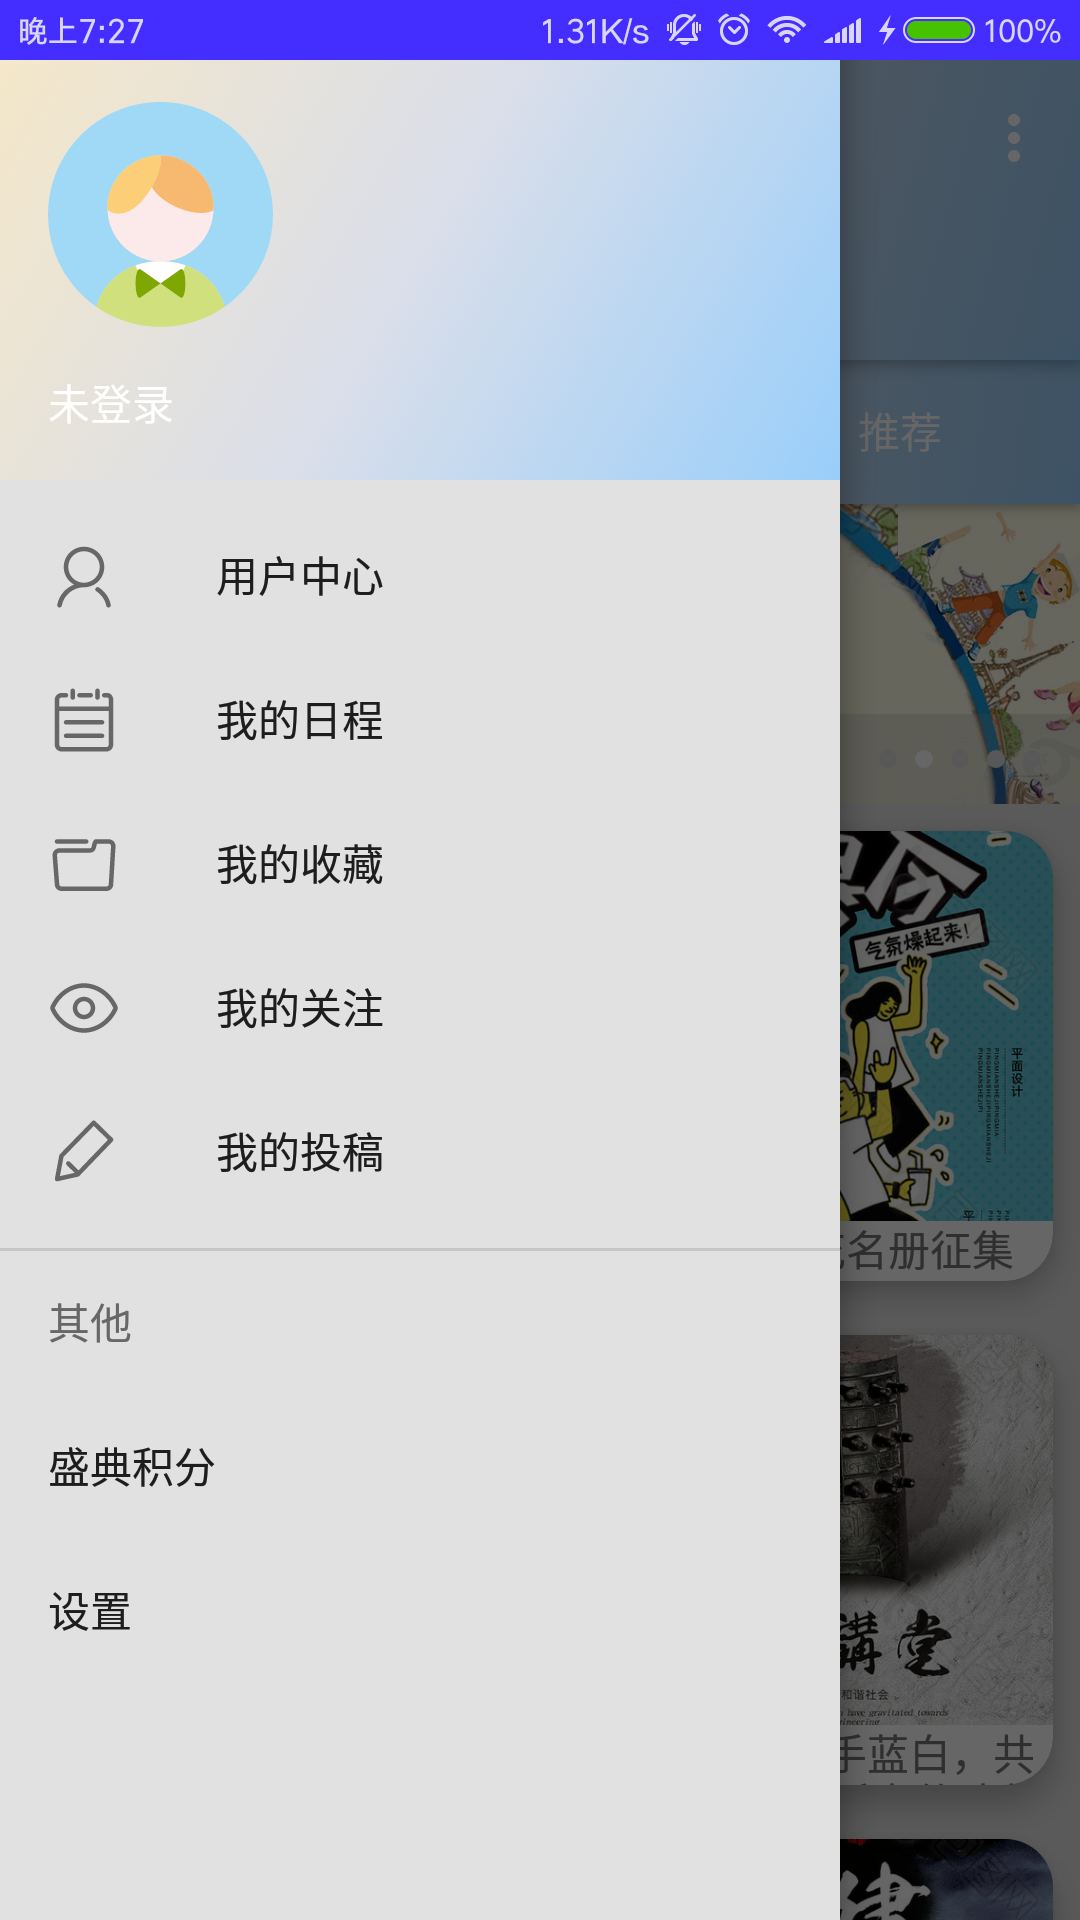 晚上7:27
1.31K/s
100%
未登录
推荐
用户中心
我的日程
我的收藏
我的关注
我的投稿
其他
盛典积分
设置
气氛燥起来!
平面设计
名册征集
講堂
和谐社会
手蓝白，共